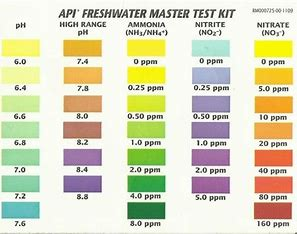 API® FRESHWATER MASTER TEST KIT
RM000725 00-1109
pH HIGH RANGE pH AMMONIA (NH₃/NH₄⁺) NITRITE (NO₂⁻) NITRATE (NO₃⁻)
6.0 7.4 0 ppm 0 ppm 0 ppm
6.4 7.8 0.25 ppm 0.25 ppm 5.0 ppm
6.6 8.0 0.50 ppm 0.50 ppm 10 ppm
6.8 8.2 1.0 ppm 1.0 ppm 20 ppm
7.0 8.4 2.0 ppm 2.0 ppm 40 ppm
7.2 8.8 4.0 ppm 5.0 ppm 80 ppm
7.6 8.0 ppm 160 ppm